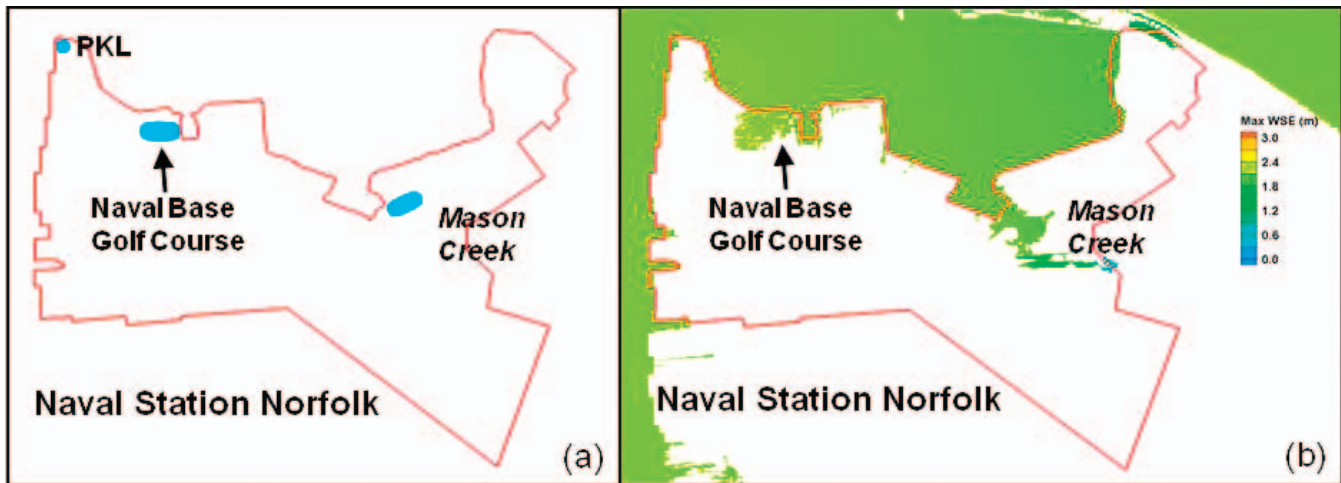 PKL
Naval Base
Golf Course
Mason
Creek
Naval Station Norfolk
(a)
Max WSE (m)
3.0
2.4
1.8
1.2
0.6
0.0
Naval Base
Golf Course
Mason
Creek
Naval Station Norfolk
(b)